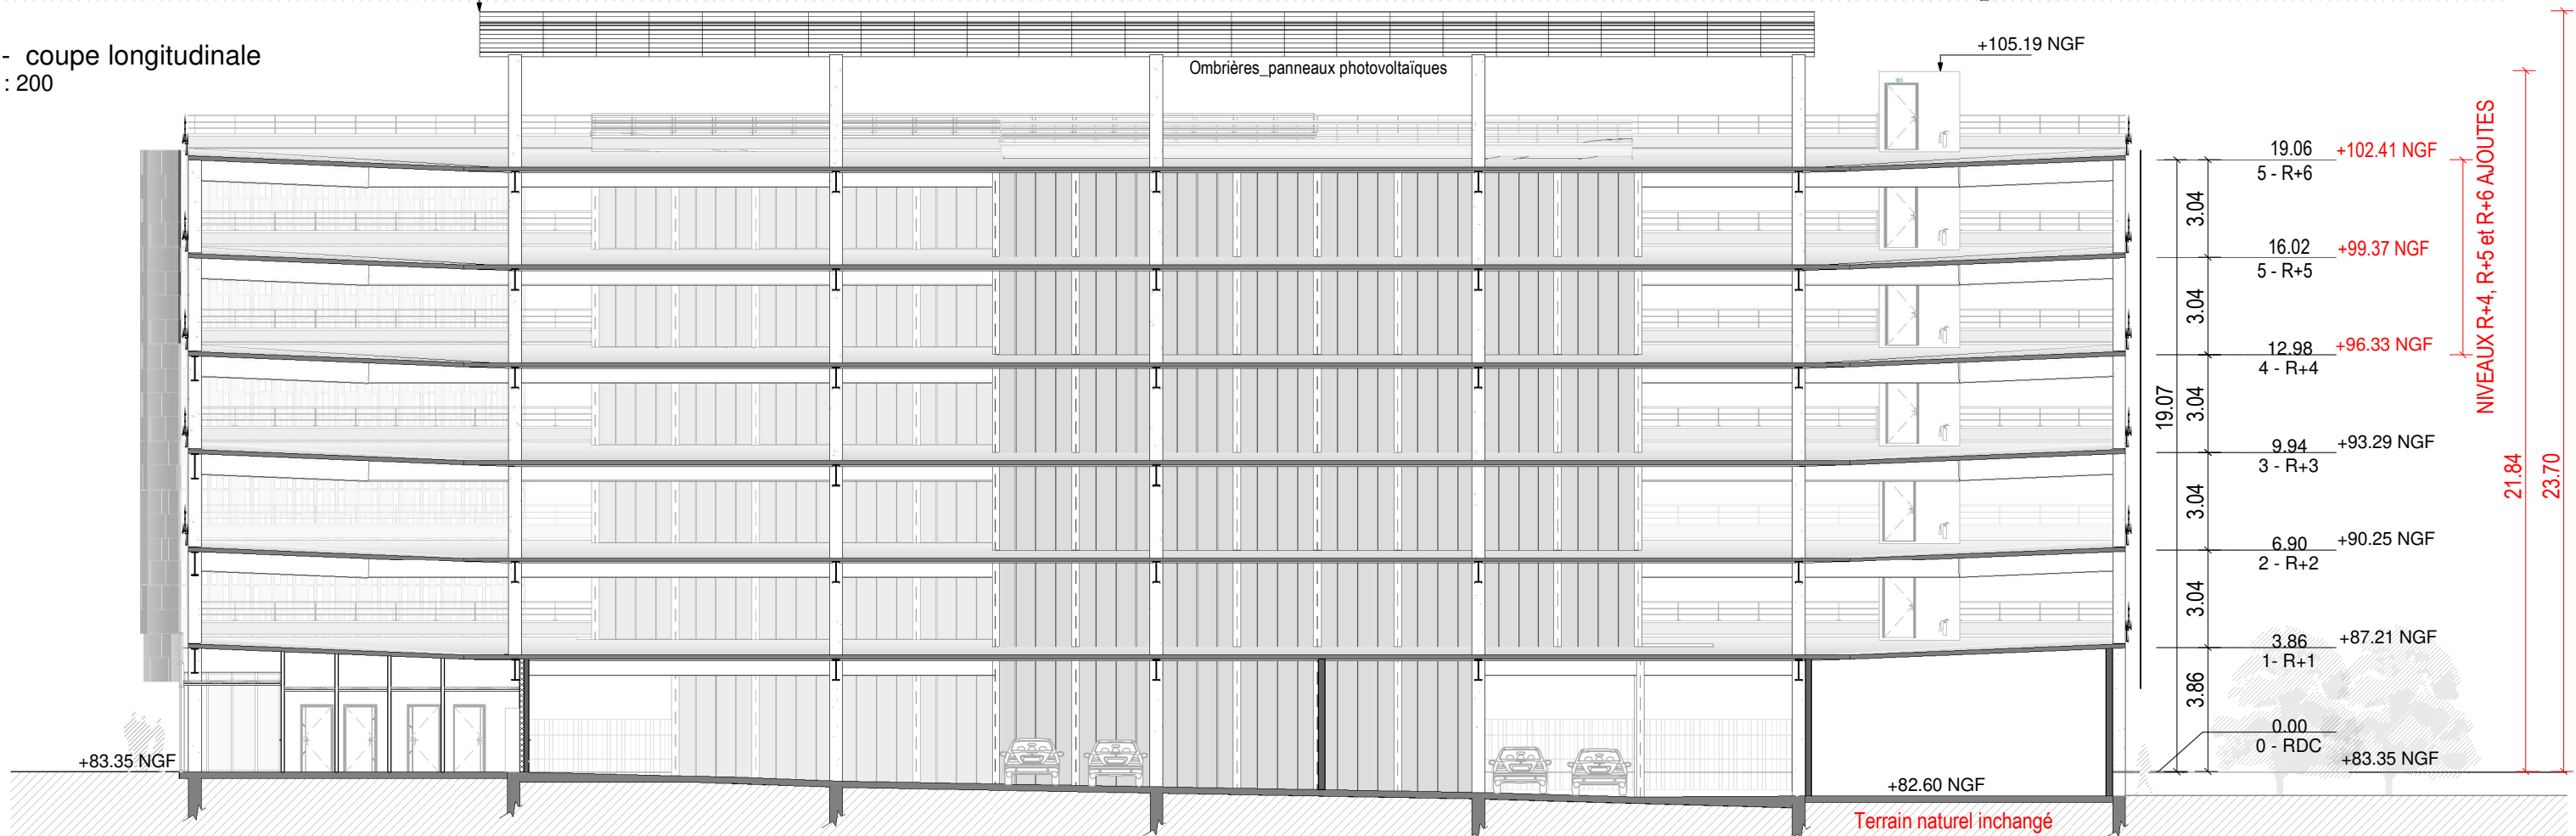 - coupe longitudinale
: 200
Ombrières_panneaux photovoltaïques
+105.19 NGF
19.06 +102.41 NGF
5 - R+6
3.04
16.02 +99.37 NGF
5 - R+5
3.04
12.98 +96.33 NGF
4 - R+4
3.04
9.94 +93.29 NGF
3 - R+3
3.04
6.90 +90.25 NGF
2 - R+2
3.04
3.86 +87.21 NGF
1- R+1
3.86
0.00
0 - RDC
+83.35 NGF
19.07
NIVEAUX R+4, R+5 et R+6 AJOUTES
21.84
23.70
+83.35 NGF
+82.60 NGF
Terrain naturel inchangé